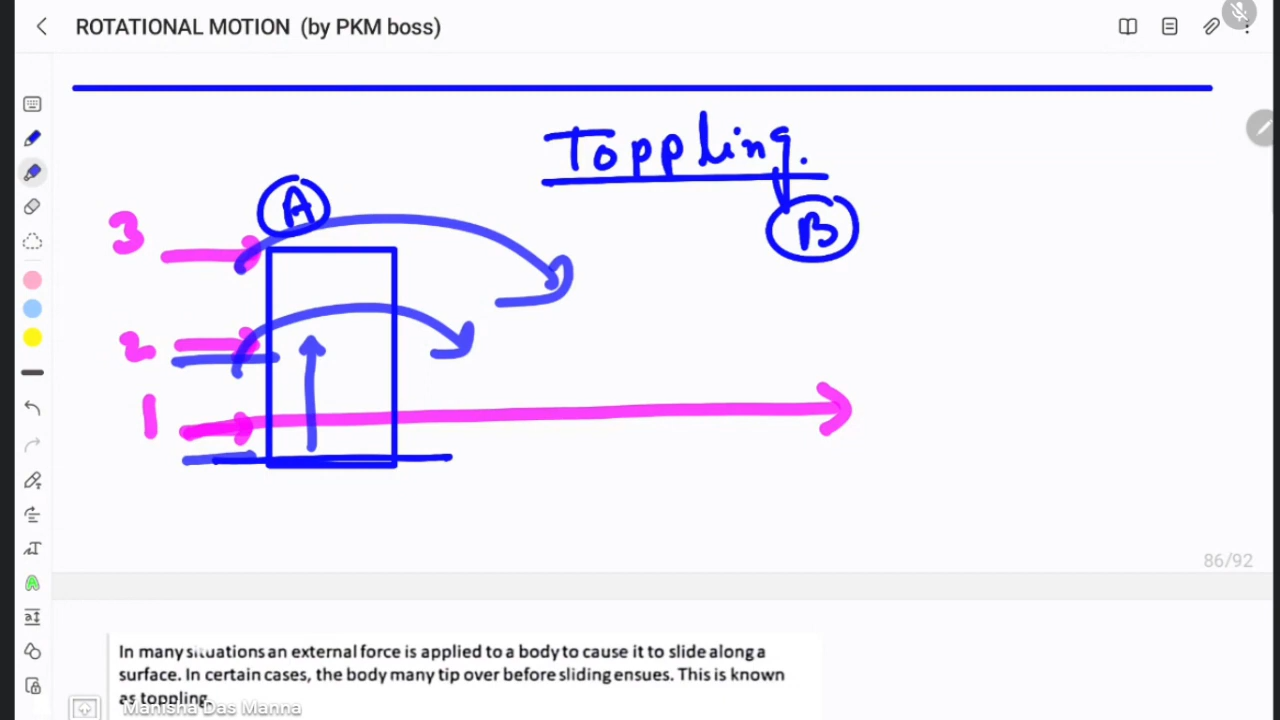 ROTATIONAL MOTION (by PKM boss)
Toppling.
A
B
3
2
1
86/92
In many situations an external force is applied to a body to cause it to slide along a
surface. In certain cases, the body many tip over before sliding ensues. This is known
as toppling.
Manisha Das Manna